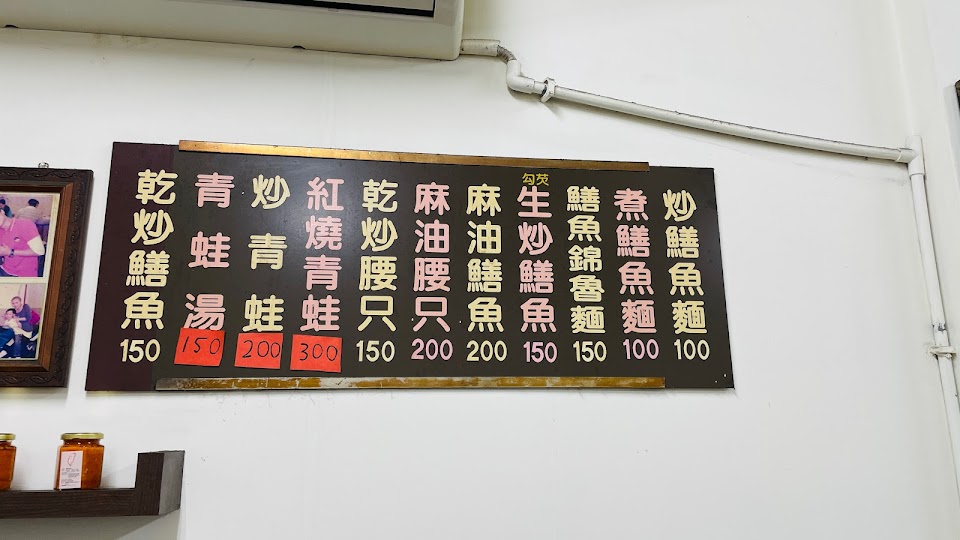 炒鱔魚麵 100
煮鱔魚麵 100
鱔魚錦魯麵 150
勾芡
生炒鱔魚 150
麻油鱔魚 200
麻油腰只 200
乾炒腰只 150
紅燒青蛙 300
炒青蛙 200
青蛙湯 150
乾炒鱔魚 150